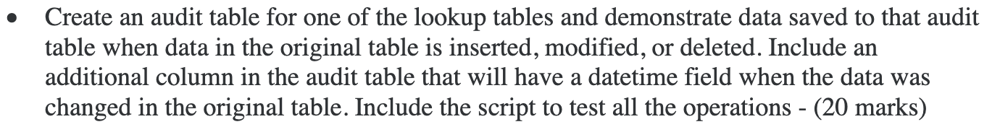 • Create an audit table for one of the lookup tables and demonstrate data saved to that audit
table when data in the original table is inserted, modified, or deleted. Include an
additional column in the audit table that will have a datetime field when the data was
changed in the original table. Include the script to test all the operations - (20 marks)